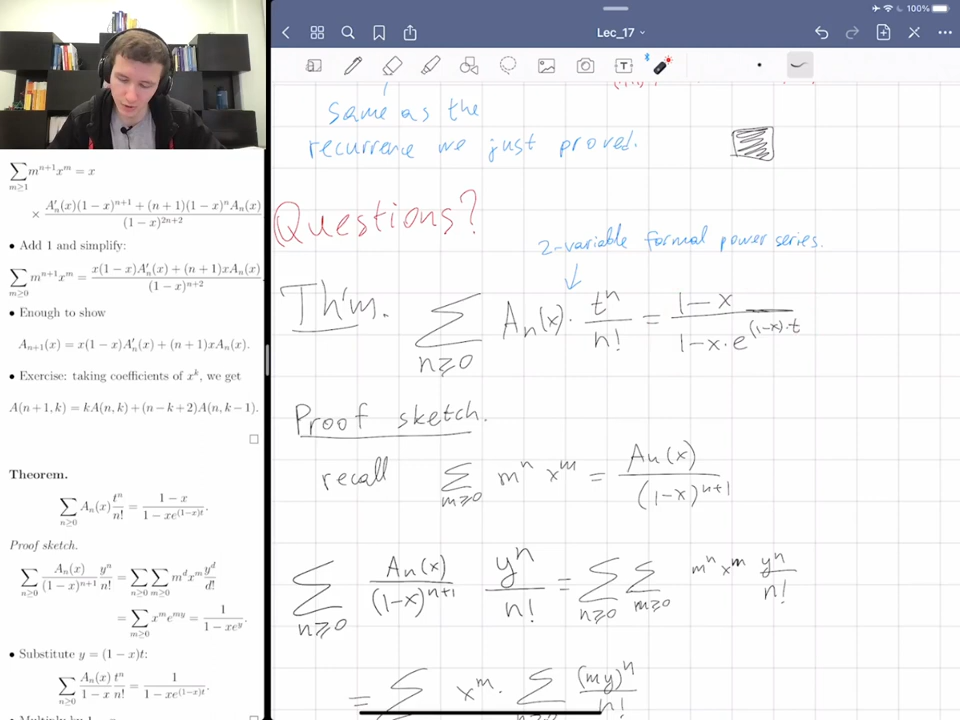 100%
Lec_17
Same as the
recurrence we just proved.
Questions?
2-variable formal power series.
Th'm. ∑_{n≥0} A_n(x) · t^n/n! = (1-x)/(1-x·e^{(1-x)·t})
Proof sketch.
recall ∑_{m≥0} m^n x^m = A_n(x)/(1-x)^{n+1}
∑_{n≥0} A_n(x)/(1-x)^{n+1} y^n/n! = ∑_{n≥0} ∑_{m≥0} m^n x^m y^n/n!
= ∑ x^m · ∑_{n≥0} (my)^n/n!
∑_{m≥1} m^{n+1}x^m = x
× (A'_n(x)(1-x)^{n+1} + (n+1)(1-x)^n A_n(x))/(1-x)^{2n+2}
• Add 1 and simplify:
∑_{m≥0} m^{n+1}x^m = (x(1-x)A'_n(x) + (n+1)xA_n(x))/(1-x)^{n+2}
• Enough to show
A_{n+1}(x) = x(1-x)A'_n(x) + (n+1)xA_n(x).
• Exercise: taking coefficients of x^k, we get
A(n+1,k) = kA(n,k)+(n-k+2)A(n,k-1).
□
Theorem.
∑_{n≥0} A_n(x) t^n/n! = (1-x)/(1-xe^{(1-x)t}).
Proof sketch.
∑_{n≥0} A_n(x)/(1-x)^{n+1} y^n/n! = ∑_{n≥0} ∑_{m≥0} m^d x^m y^d/d!
= ∑_{m≥0} x^m e^{my} = 1/(1-xe^y).
• Substitute y = (1-x)t:
∑_{n≥0} A_n(x)/(1-x) t^n/n! = 1/(1-xe^{(1-x)t}).